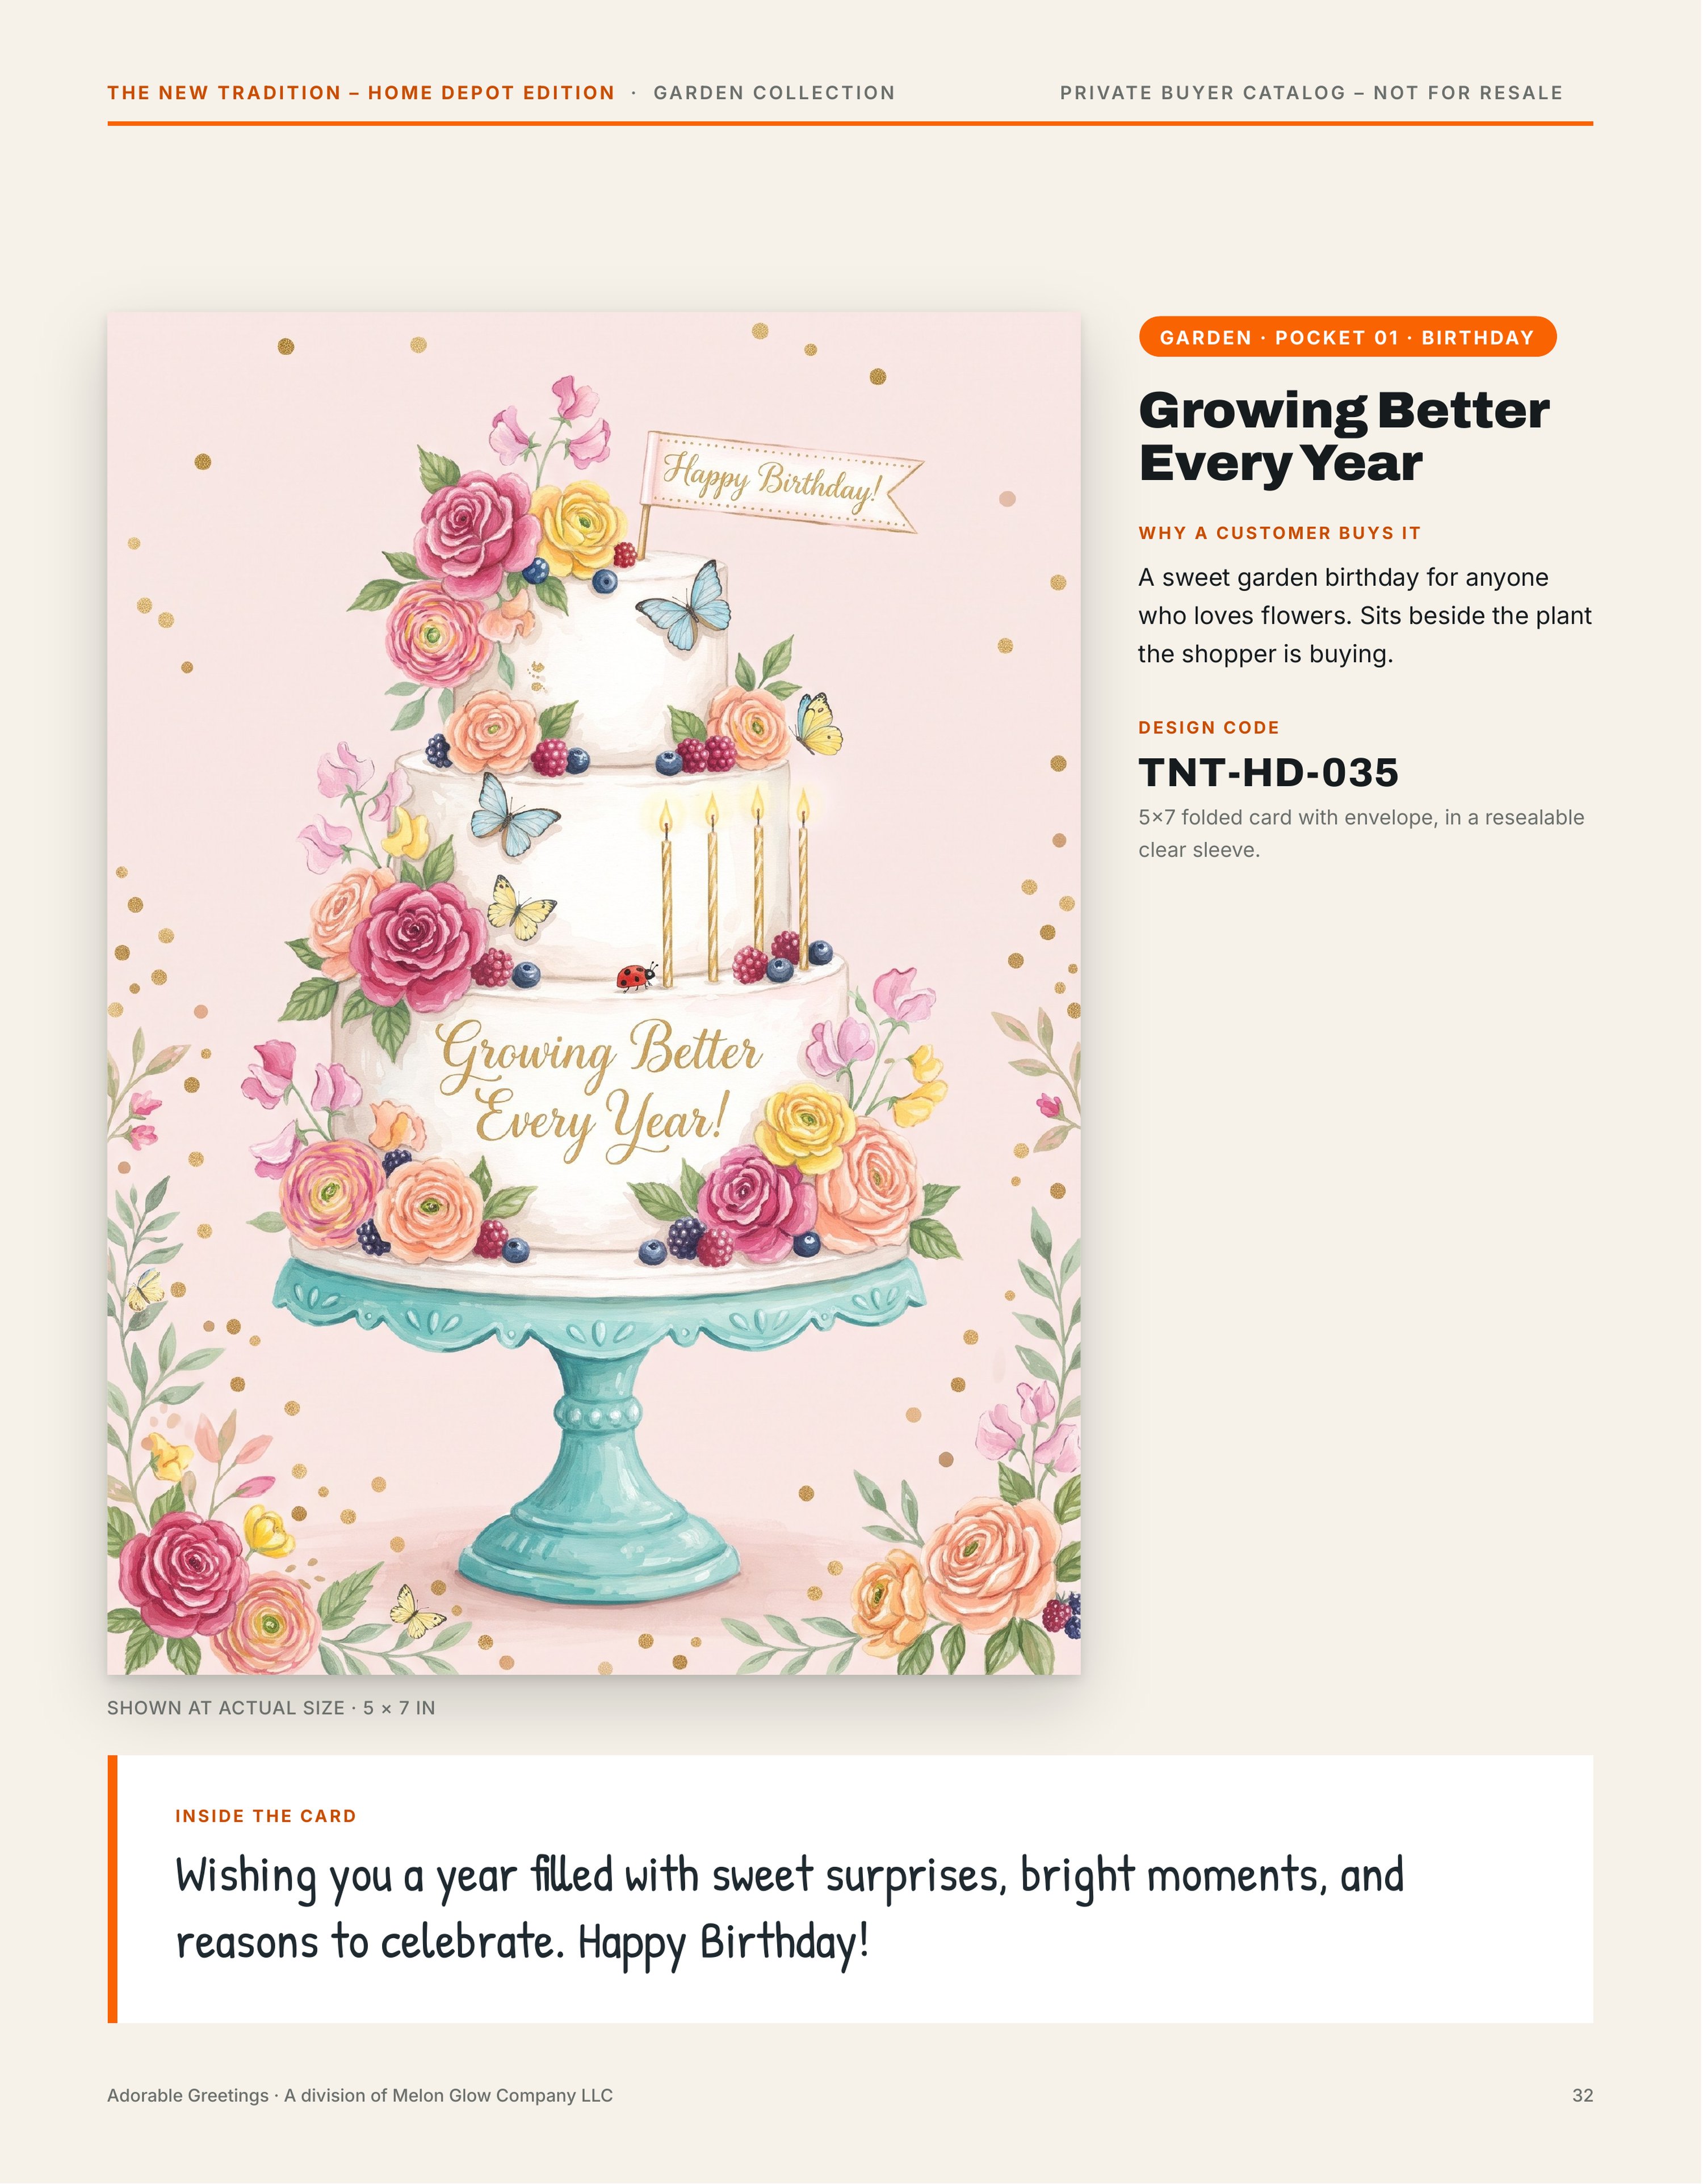 THE NEW TRADITION – HOME DEPOT EDITION · GARDEN COLLECTION
PRIVATE BUYER CATALOG – NOT FOR RESALE
Happy Birthday!
Growing Better
Every Year!
SHOWN AT ACTUAL SIZE · 5 × 7 IN
GARDEN · POCKET 01 · BIRTHDAY
Growing Better
Every Year
WHY A CUSTOMER BUYS IT
A sweet garden birthday for anyone
who loves flowers. Sits beside the plant
the shopper is buying.
DESIGN CODE
TNT-HD-035
5×7 folded card with envelope, in a resealable
clear sleeve.
INSIDE THE CARD
Wishing you a year filled with sweet surprises, bright moments, and
reasons to celebrate. Happy Birthday!
Adorable Greetings · A division of Melon Glow Company LLC
32